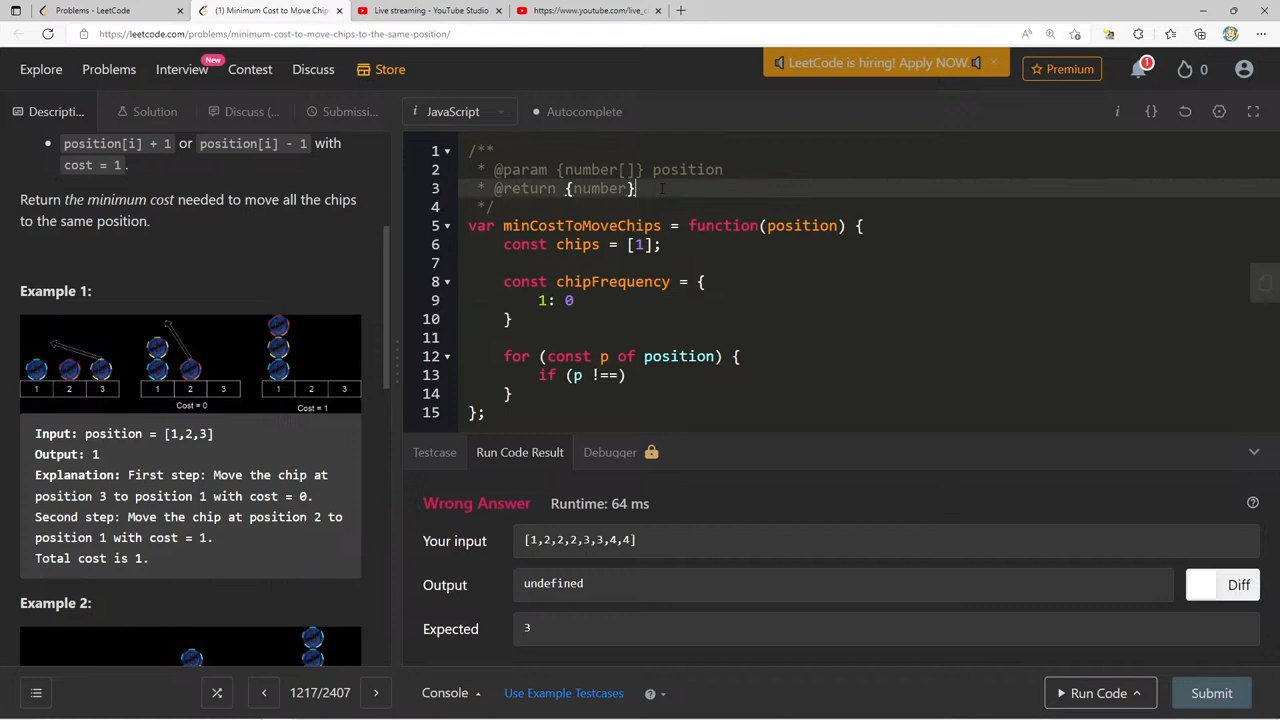 Problems - LeetCode
(1) Minimum Cost to Move Chip
Live streaming - YouTube Studio
https://www.youtube.com/live_c
https://leetcode.com/problems/minimum-cost-to-move-chips-to-the-same-position/
Explore
Problems
Interview
New
Contest
Discuss
Store
LeetCode is hiring! Apply NOW.
Premium
1
0
Descripti...
Solution
Discuss (...
Submissi...
i JavaScript
Autocomplete
position[i] + 1 or position[i] - 1 with
cost = 1.
Return the minimum cost needed to move all the chips
to the same position.
Example 1:
1 2 3
1 2 3
1 2 3
Cost = 0
Cost = 1
Input: position = [1,2,3]
Output: 1
Explanation: First step: Move the chip at
position 3 to position 1 with cost = 0.
Second step: Move the chip at position 2 to
position 1 with cost = 1.
Total cost is 1.
Example 2:
1 /**
2 * @param {number[]} position
3 * @return {number}
4 */
5 var minCostToMoveChips = function(position) {
6 const chips = [1];
7
8 const chipFrequency = {
9 1: 0
10 }
11
12 for (const p of position) {
13 if (p !==)
14 }
15 };
Testcase
Run Code Result
Debugger
Wrong Answer
Runtime: 64 ms
Your input
[1,2,2,2,3,3,4,4]
Output
undefined
Diff
Expected
3
1217/2407
Console
Use Example Testcases
Run Code
Submit